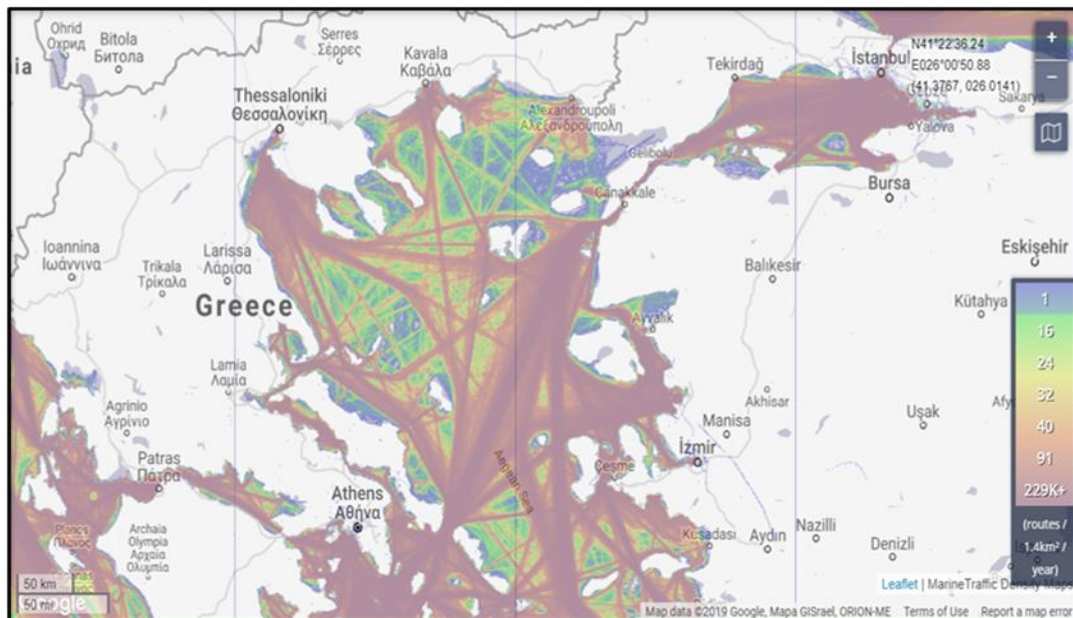 Ohrid
Охрид
Bitola
Битола
Serres
Σέρρες
Kavala
Καβάλα
Thessaloniki
Θεσσαλονίκη
Alexandroupoli
Αλεξανδρούπολη
Tekirdağ
İstanbul
N41°22'36.24
E026°00'50.88
(41.3767, 026.0141)
+
−
Sakarya
Yalova
Gelibolu
Çanakkale
Bursa
Eskişehir
Ioannina
Ιωάννινα
Trikala
Τρίκαλα
Larissa
Λάρισα
Greece
Balıkesir
Kütahya
Ayvalık
Lamia
Λαμία
Agrinio
Αγρίνιο
Akhisar
Manisa
Uşak
İzmir
Çeşme
Aegean Sea
Patras
Πάτρα
Athens
Αθήνα
Archaia
Olympia
Αρχαία
Ολυμπία
Kuşadası
Aydın
Nazilli
Denizli
1
16
24
32
40
91
229K+
(routes /
1.4km² /
year)
50 km
50 mi
Leaflet | MarineTraffic Density Maps
Map data ©2019 Google, Mapa GISrael, ORION-ME Terms of Use Report a map error